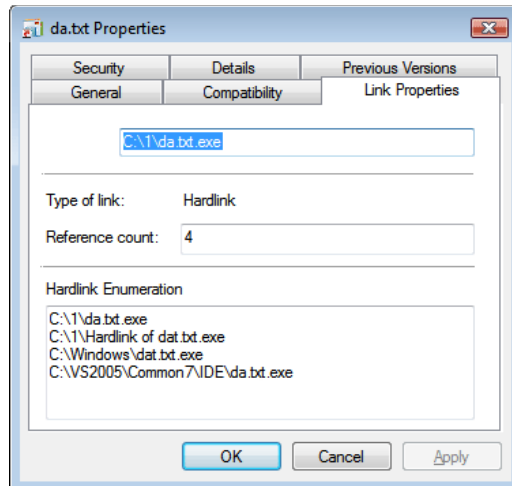 da.txt Properties
Security Details Previous Versions
General Compatibility Link Properties
C:\1\da.txt.exe
Type of link: Hardlink
Reference count: 4
Hardlink Enumeration
C:\1\da.txt.exe
C:\1\Hardlink of dat.txt.exe
C:\Windows\dat.txt.exe
C:\VS2005\Common7\IDE\da.txt.exe
OK Cancel Apply